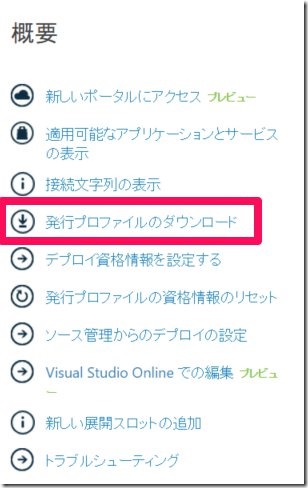 概要
新しいポータルにアクセス プレビュー
適用可能なアプリケーションとサービス
の表示
接続文字列の表示
発行プロファイルのダウンロード
デプロイ資格情報を設定する
発行プロファイルの資格情報のリセット
ソース管理からのデプロイの設定
Visual Studio Online での編集 プレビュ
ー
新しい展開スロットの追加
トラブルシューティング